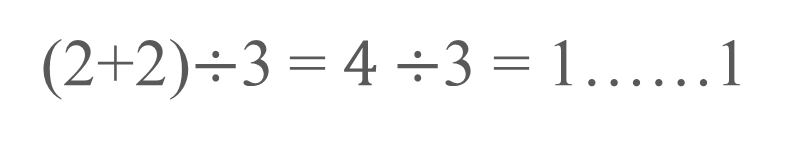 (2+2)÷3 = 4 ÷3 = 1……1